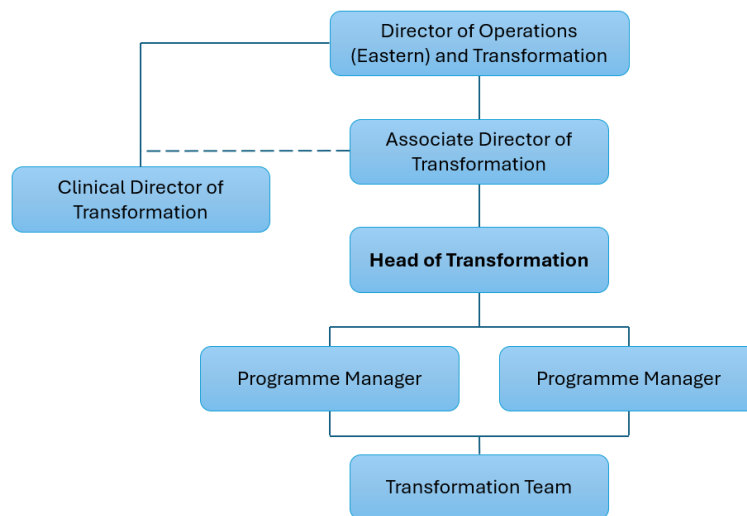 Director of Operations
(Eastern) and Transformation
Associate Director of
Transformation
Clinical Director of
Transformation
Head of Transformation
Programme Manager
Programme Manager
Transformation Team